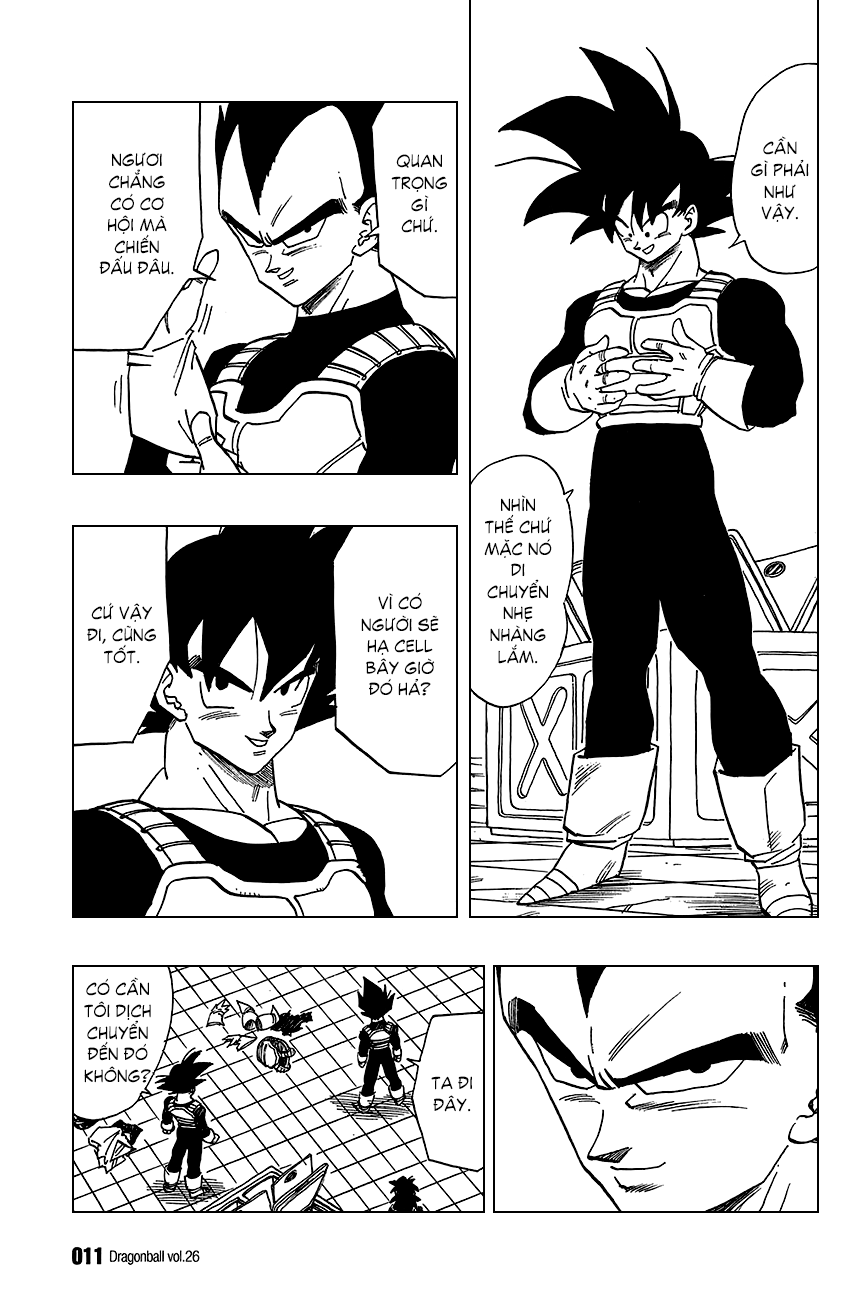 CẦN
GÌ PHẢI
NHƯ
VẬY.
NHÌN
THẾ CHỨ
MẶC NÓ
DI
CHUYỂN
NHẸ
NHÀNG
LẮM.
QUAN
TRỌNG
GÌ
CHỨ.
NGƯƠI
CHẲNG
CÓ CƠ
HỘI MÀ
CHIẾN
ĐẤU ĐÂU.
VÌ CÓ
NGƯỜI SẼ
HẠ CELL
BÂY GIỜ
ĐÓ HẢ?
CỨ VẬY
ĐI, CŨNG
TỐT.
TA ĐI
ĐÂY.
CÓ CẦN
TÔI DỊCH
CHUYỂN
ĐẾN ĐÓ
KHÔNG?
011 Dragonball vol.26